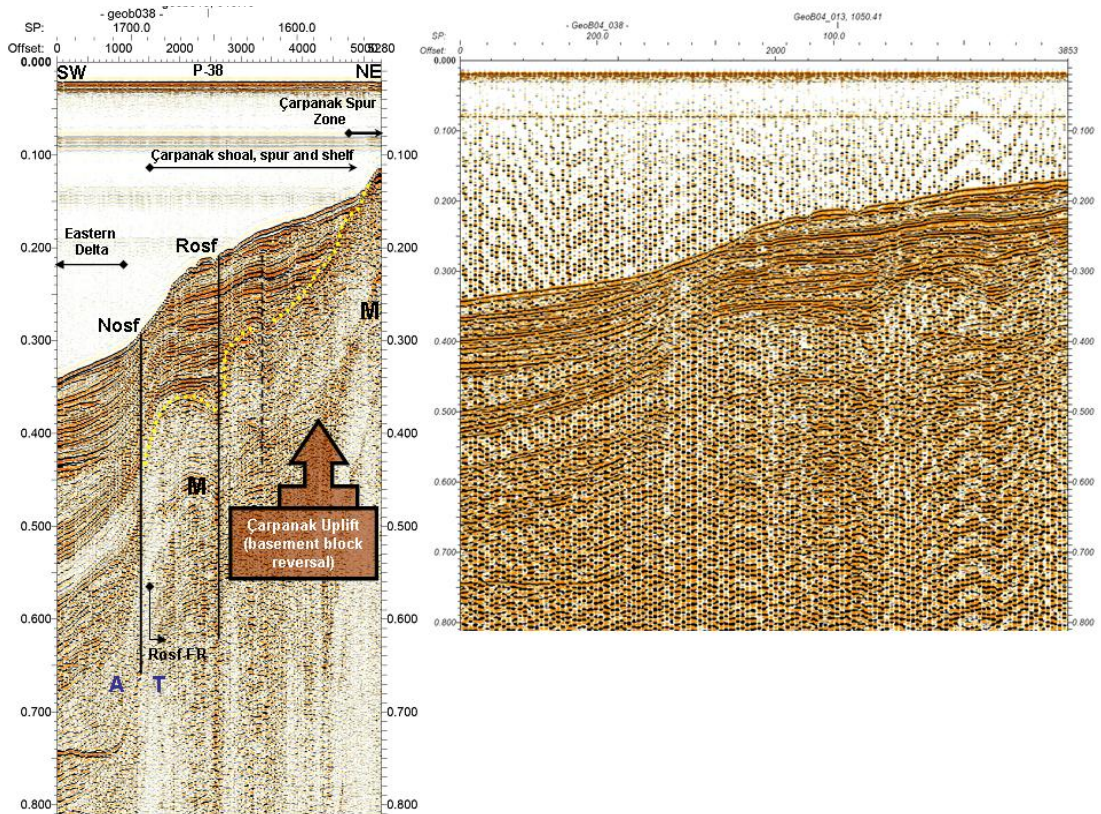 - geob038 -
SP: 1700.0 1600.0
Offset: 0 1000 2000 3000 4000 5280
0.000
SW P-38 NE
Çarpanak Spur
Zone
0.100 0.100
Çarpanak shoal, spur and shelf
Eastern
Delta
0.200 0.200
Rosf
Nosf
M
0.300 0.300
0.400 0.400
M
0.500 0.500
Çarpanak Uplift
(basement block
reversal)
0.600 0.600
Rosf FR
A T
0.700 0.700
0.800 0.800
- GeoB04_038 - GeoB04_013, 1050.41
SP: 200.0 100.0
Offset: 0 2000 3853
0.000
0.100 0.100
0.200 0.200
0.300 0.300
0.400 0.400
0.500 0.500
0.600 0.600
0.700 0.700
0.800 0.800